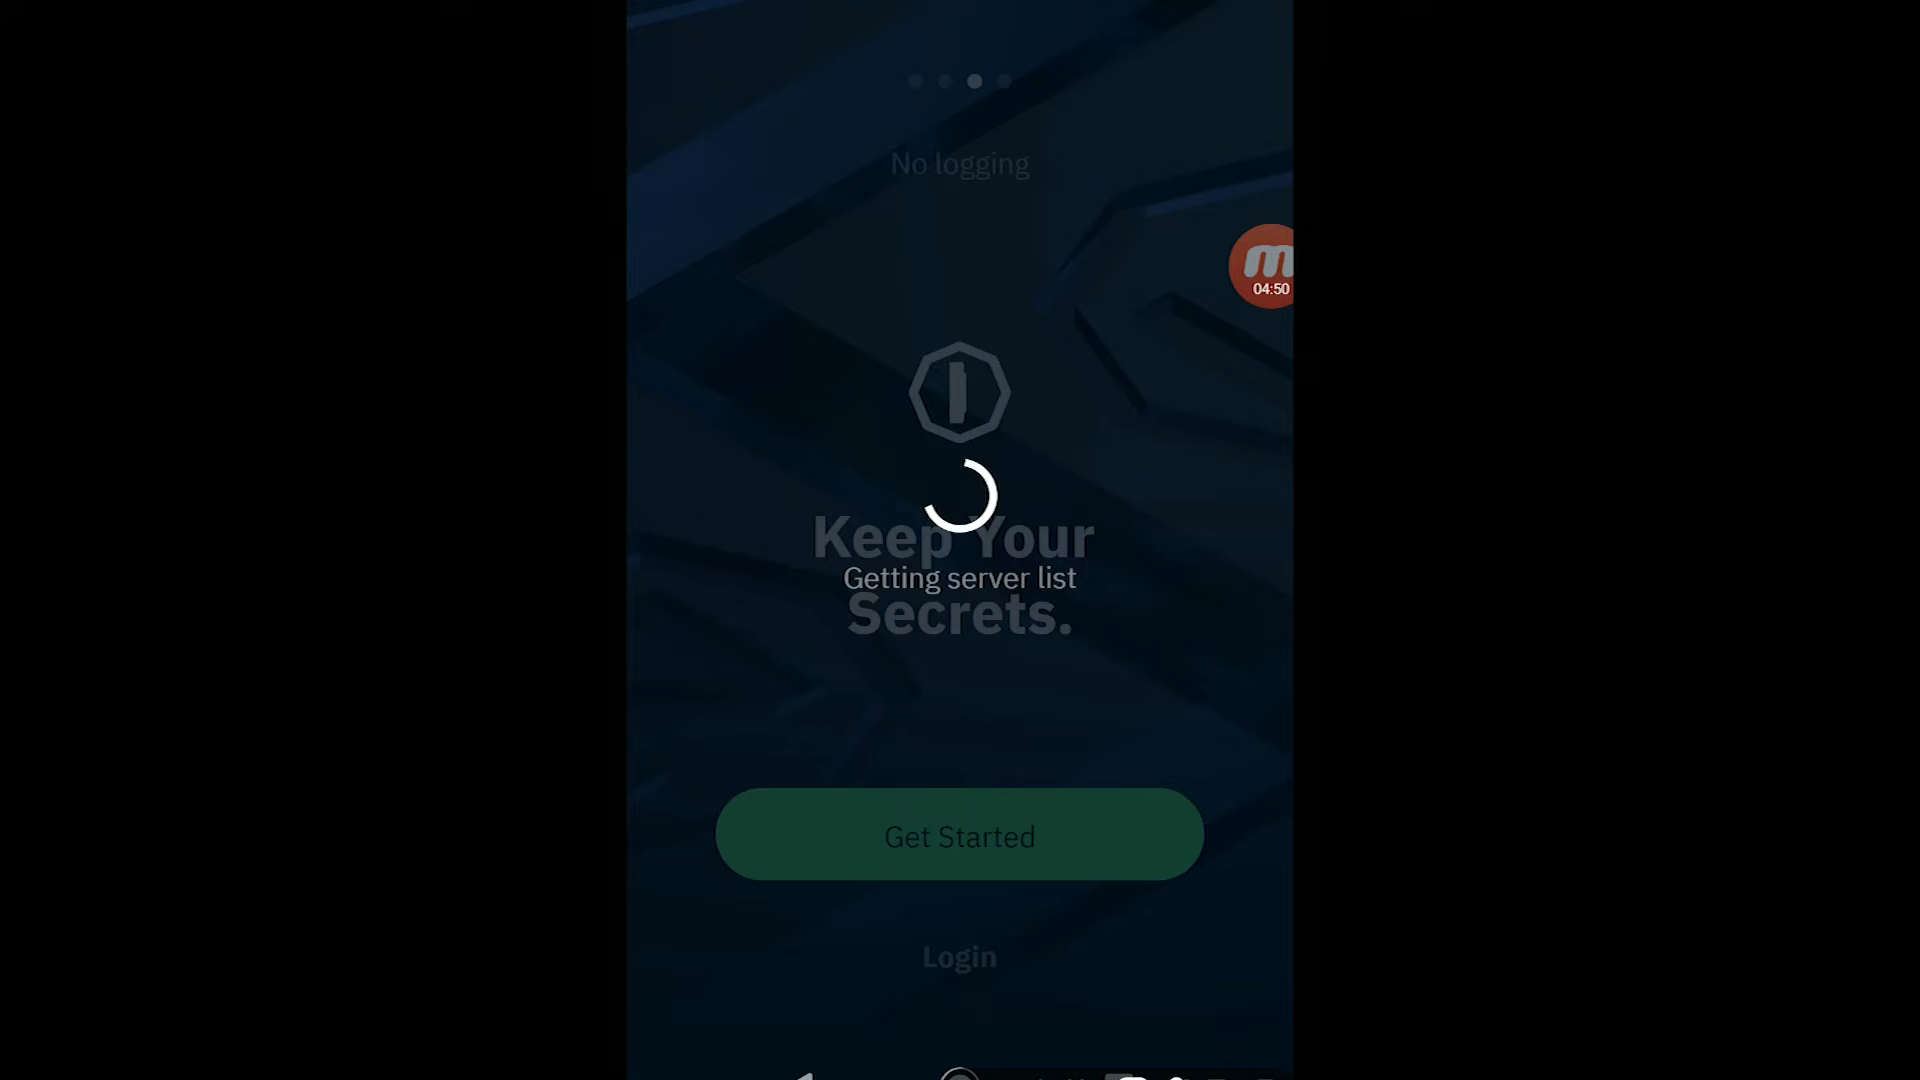 No logging
m
04:50
Keep Your
Getting server list
Secrets.
Get Started
Login